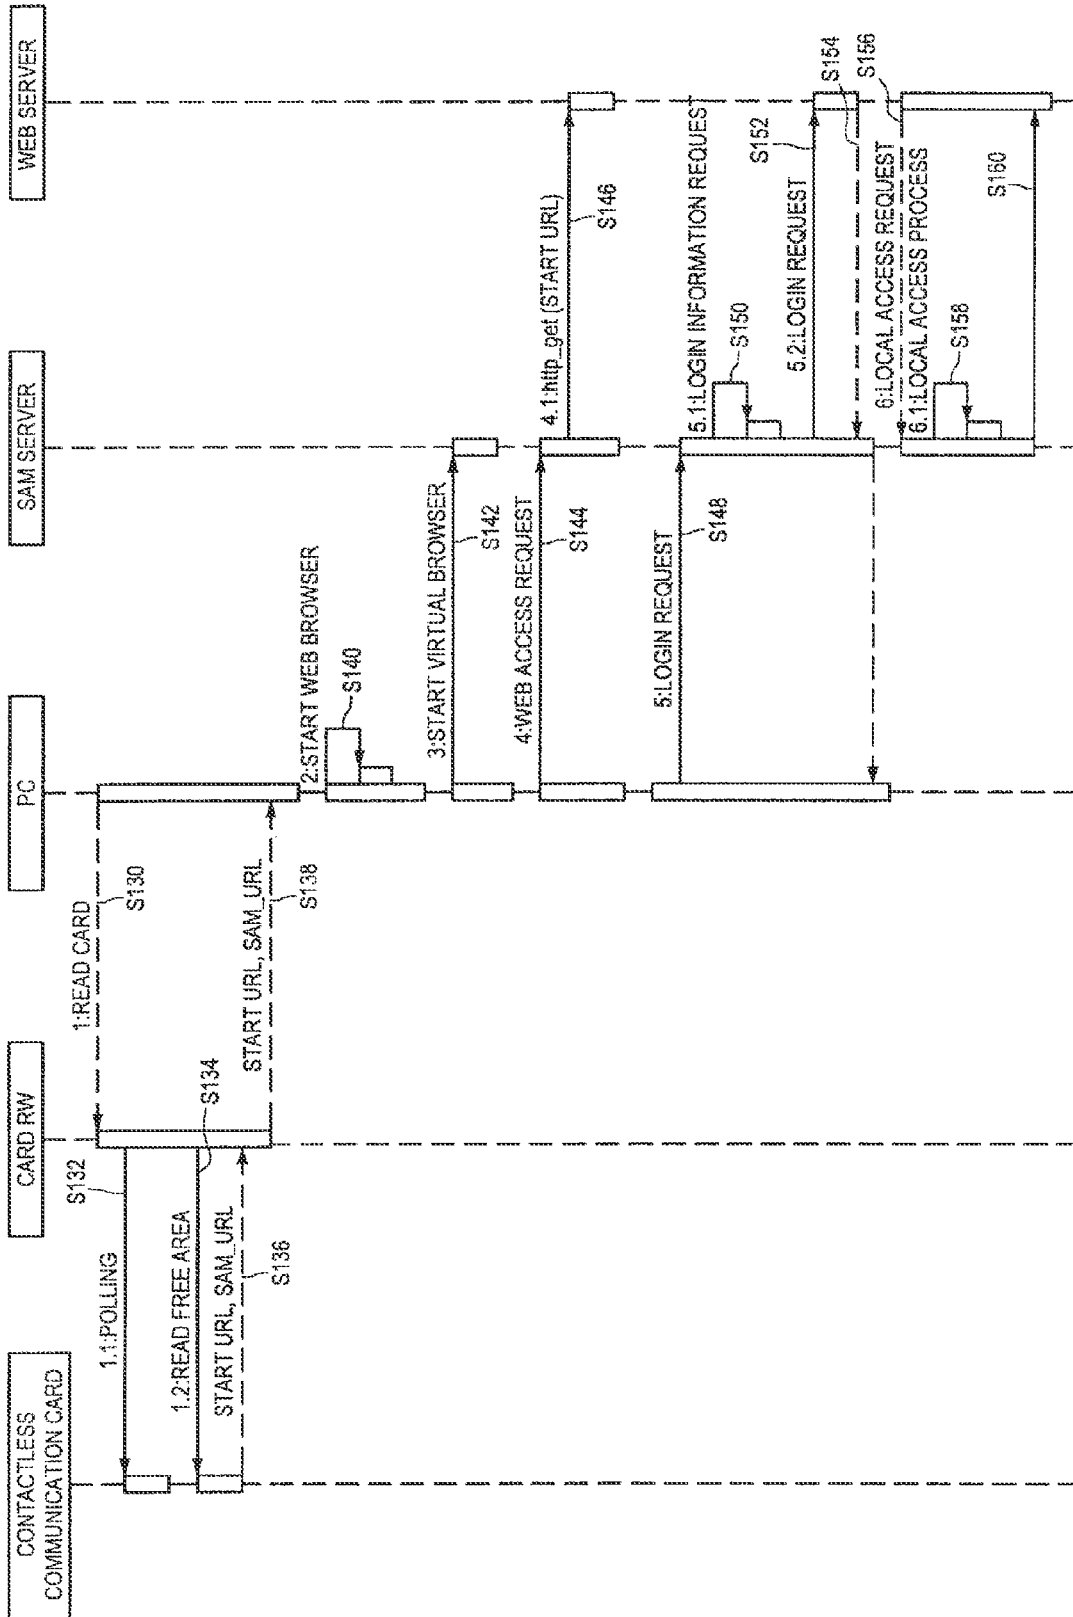 CONTACTLESS
COMMUNICATION CARD
CARD RW
PC
SAM SERVER
WEB SERVER
1:READ CARD
S130
1.1:POLLING
S132
1.2:READ FREE AREA
S134
START URL, SAM_URL
S136
START URL, SAM_URL
S138
2:START WEB BROWSER
S140
3:START VIRTUAL BROWSER
S142
4:WEB ACCESS REQUEST
S144
4.1:http_get (START URL)
S146
5:LOGIN REQUEST
S148
5.1:LOGIN INFORMATION REQUEST
S150
5.2:LOGIN REQUEST
S152
S154
6:LOCAL ACCESS REQUEST
S156
6.1:LOCAL ACCESS PROCESS
S158
S160